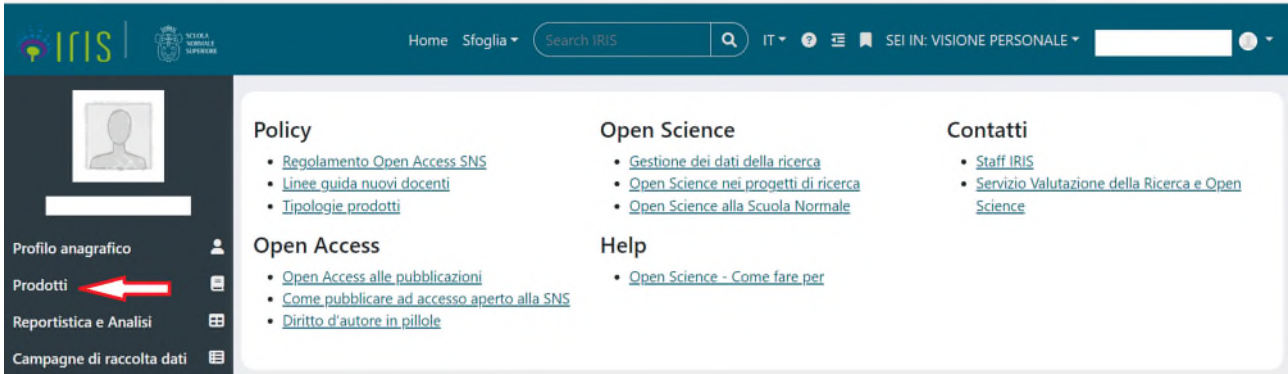 IRIS
SCUOLA
NORMALE
SUPERIORE
Home Sfoglia Search IRIS IT SEI IN: VISIONE PERSONALE
Profilo anagrafico
Prodotti
Reportistica e Analisi
Campagne di raccolta dati
Policy
Regolamento Open Access SNS
Linee guida nuovi docenti
Tipologie prodotti
Open Access
Open Access alle pubblicazioni
Come pubblicare ad accesso aperto alla SNS
Diritto d'autore in pillole
Open Science
Gestione dei dati della ricerca
Open Science nei progetti di ricerca
Open Science alla Scuola Normale
Help
Open Science - Come fare per
Contatti
Staff IRIS
Servizio Valutazione della Ricerca e Open
Science